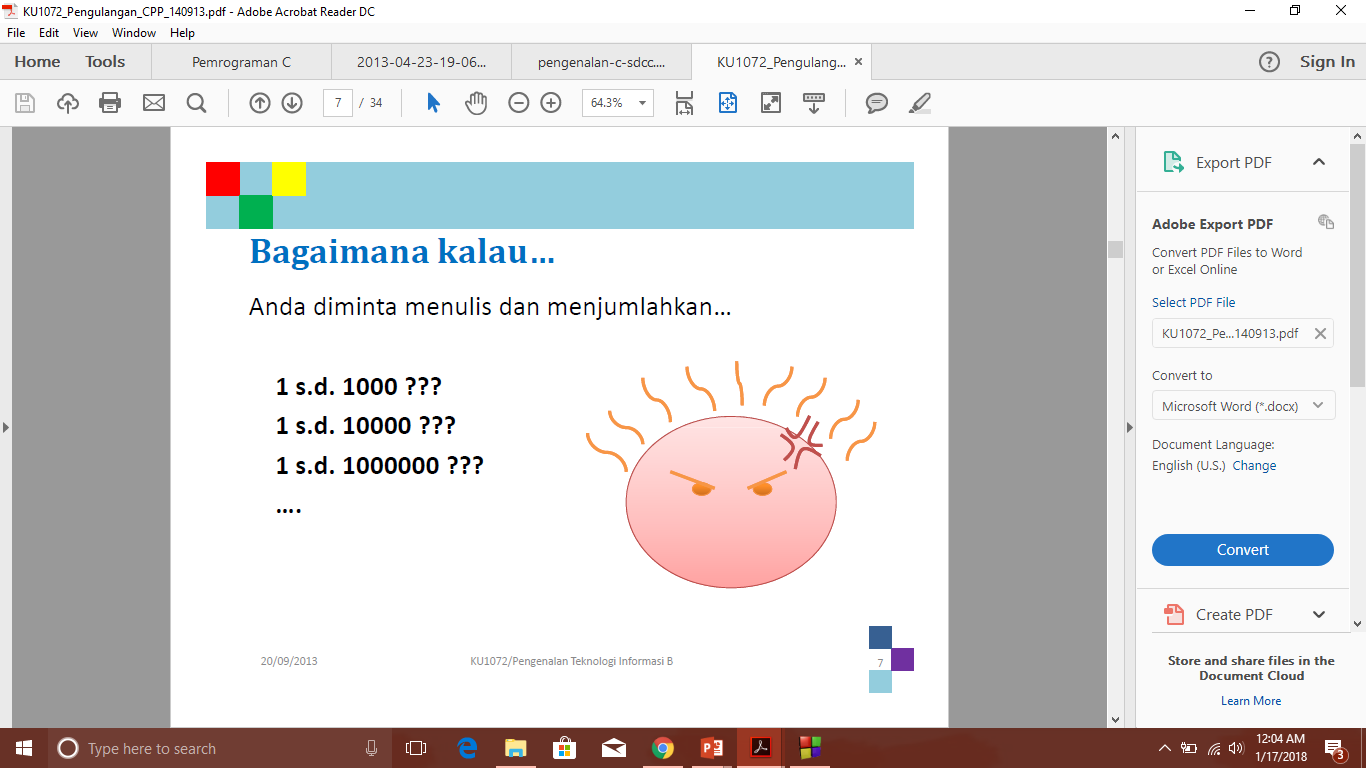 KU1072_Pengulangan_CPP_140913.pdf - Adobe Acrobat Reader DC
File Edit View Window Help
Home Tools Pemrograman C 2013-04-23-19-06... pengenalan-c-sdcc.... KU1072_Pengulang... × ? Sign In
7 / 34 64.3%
Bagaimana kalau...
Anda diminta menulis dan menjumlahkan...
1 s.d. 1000 ???
1 s.d. 10000 ???
1 s.d. 1000000 ???
....
20/09/2013 KU1072/Pengenalan Teknologi Informasi B 7
Export PDF
Adobe Export PDF
Convert PDF Files to Word
or Excel Online
Select PDF File
KU1072_Pe...140913.pdf
Convert to
Microsoft Word (*.docx)
Document Language:
English (U.S.) Change
Convert
Create PDF
Store and share files in the
Document Cloud
Learn More
Type here to search
12:04 AM
1/17/2018
3